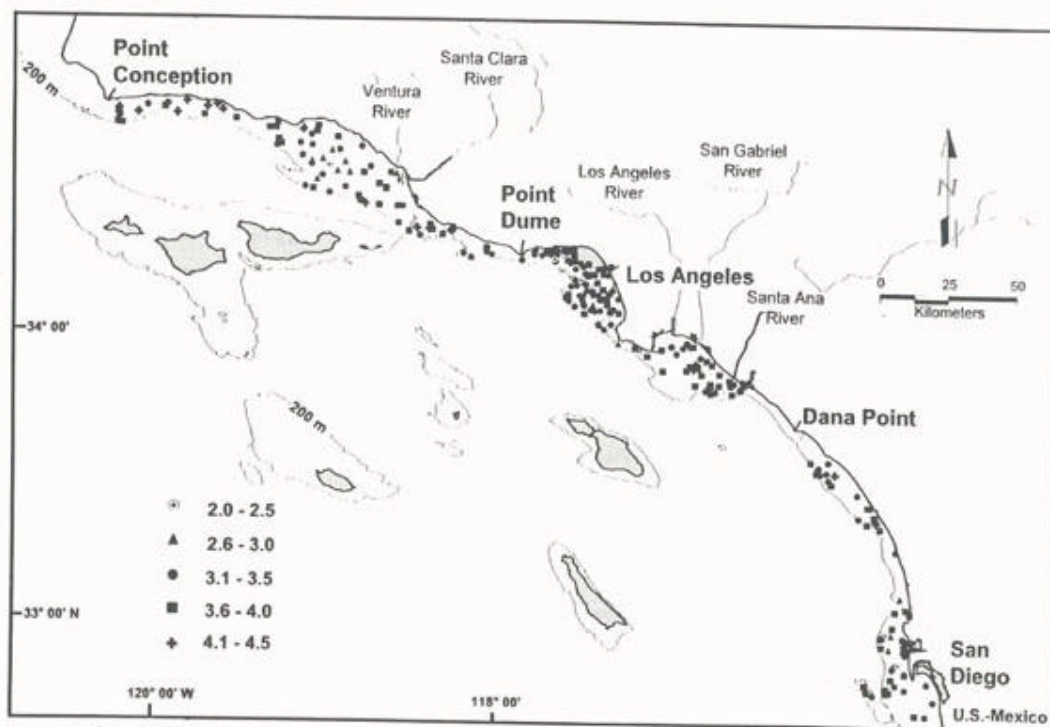 Point
Conception
200 m
Santa Clara
River
Ventura
River
San Gabriel
River
Los Angeles
River
Point
Dume
N
Los Angeles
Santa Ana
River
0 25 50
Kilometers
34° 00'
200 m
Dana Point
2.0 - 2.5
2.6 - 3.0
3.1 - 3.5
3.6 - 4.0
4.1 - 4.5
33° 00' N
San
Diego
120° 00' W
118° 00'
U.S.-Mexico